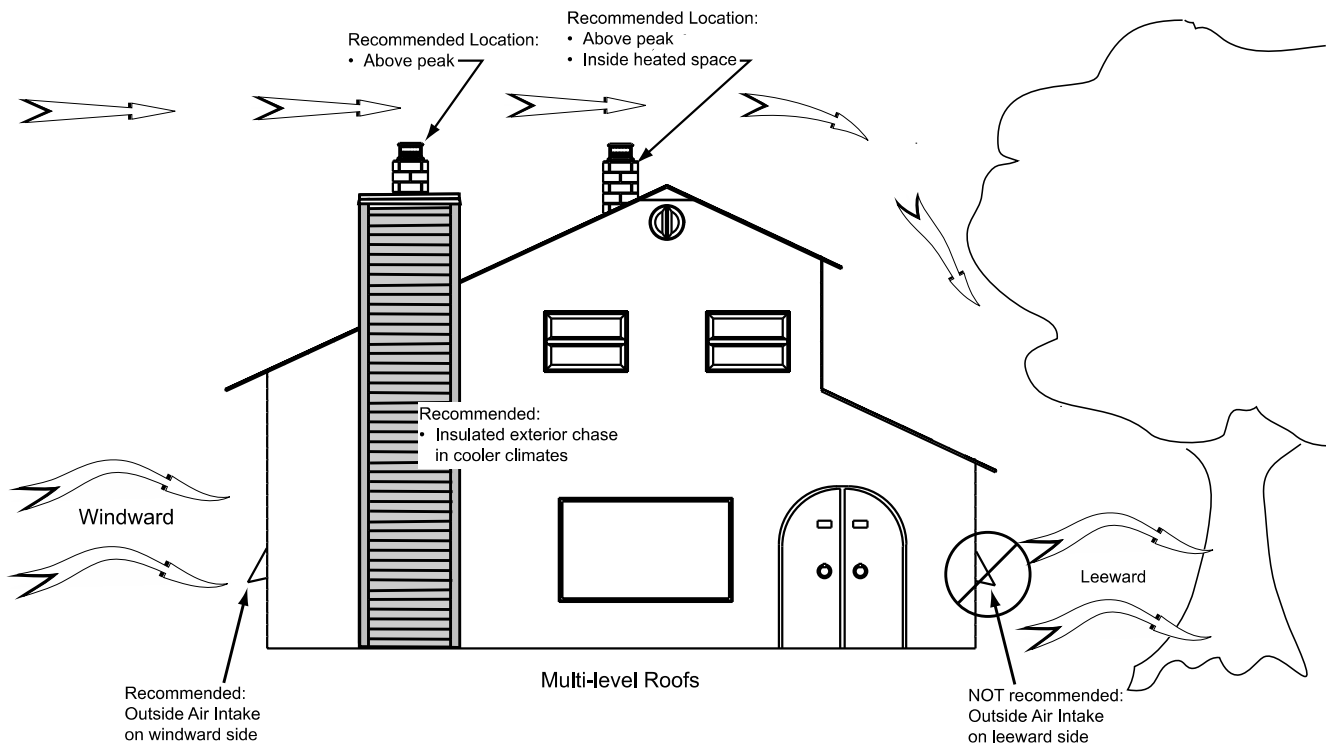 Recommended Location:
• Above peak
Recommended Location:
• Above peak
• Inside heated space
Recommended:
• Insulated exterior chase
in cooler climates
Windward
Leeward
Recommended:
Outside Air Intake
on windward side
Multi-level Roofs
NOT recommended:
Outside Air Intake
on leeward side